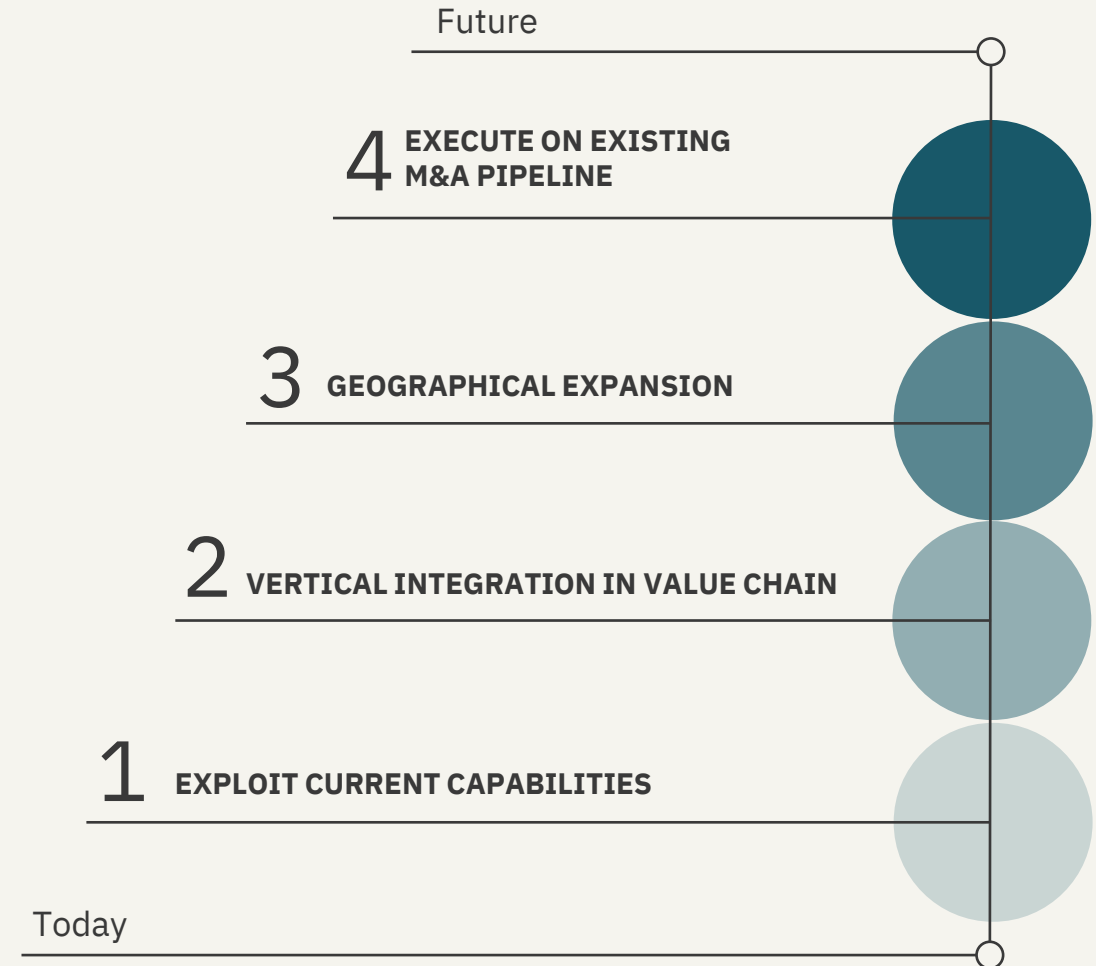 Future
4 EXECUTE ON EXISTING
M&A PIPELINE
3 GEOGRAPHICAL EXPANSION
2 VERTICAL INTEGRATION IN VALUE CHAIN
1 EXPLOIT CURRENT CAPABILITIES
Today